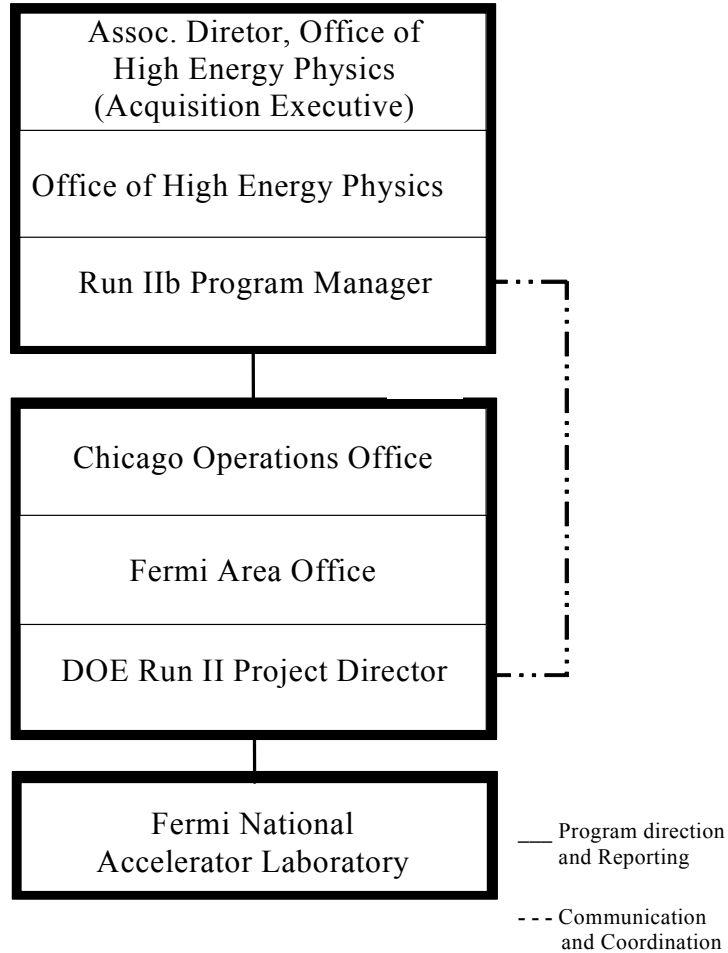 Assoc. Diretor, Office of
High Energy Physics
(Acquisition Executive)
Office of High Energy Physics
Run IIb Program Manager
Chicago Operations Office
Fermi Area Office
DOE Run II Project Director
Fermi National
Accelerator Laboratory
___ Program direction
and Reporting
- - - Communication
and Coordination